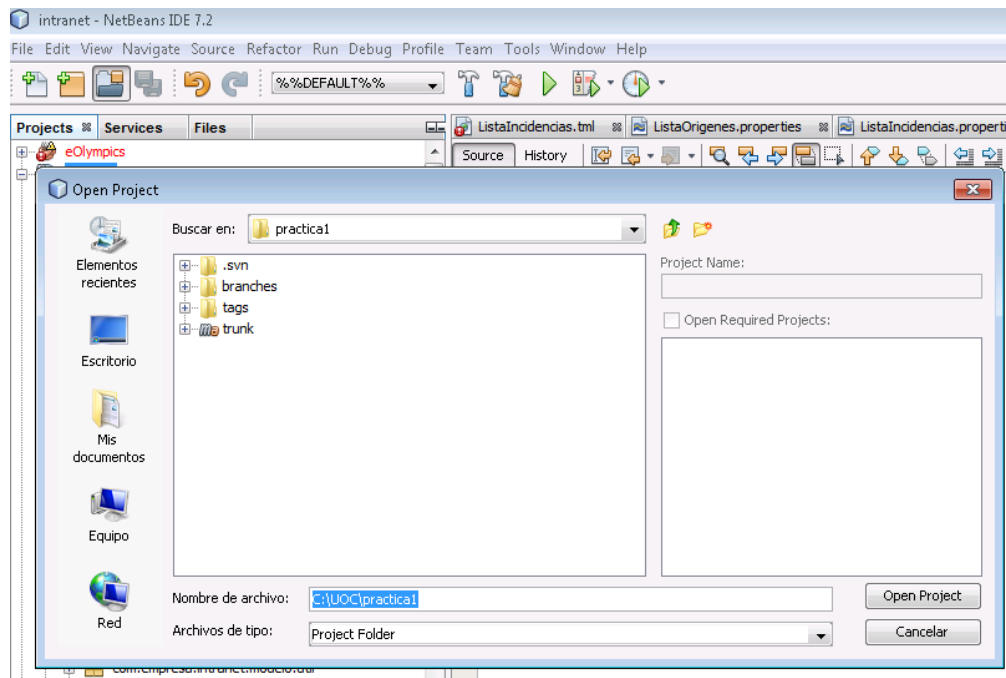 intranet - NetBeans IDE 7.2
File Edit View Navigate Source Refactor Run Debug Profile Team Tools Window Help
%%DEFAULT%%
Projects Services Files
ListaIncidencias.tml ListaOrigenes.properties ListaIncidencias.properti
eOlympics
Source History
Open Project
Buscar en: practica1
Elementos recientes
Escritorio
Mis documentos
Equipo
Red
.svn
branches
tags
trunk
Project Name:
Open Required Projects:
Nombre de archivo: C:\UOC\practica1
Open Project
Archivos de tipo: Project Folder
Cancelar